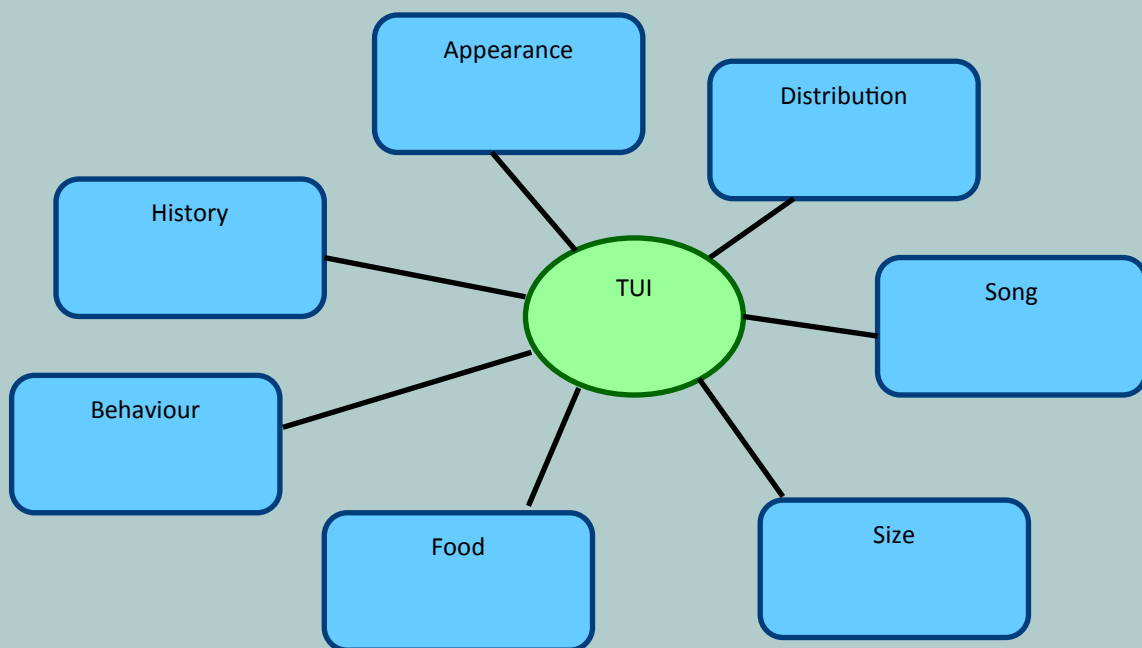 Appearance
Distribution
History
TUI
Song
Behaviour
Food
Size